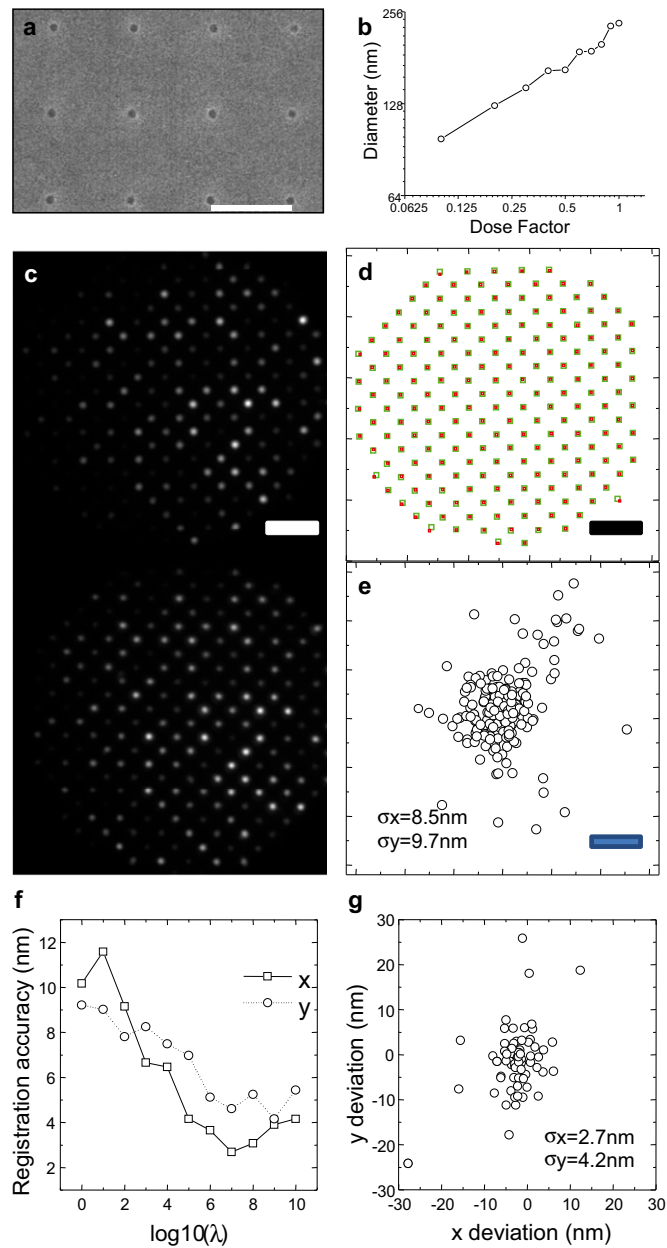 a
b
Diameter (nm)
256
128
64
0.0625
0.125
0.25
0.5
1
Dose Factor
c
d
e
σx=8.5nm
σy=9.7nm
f
Registration accuracy (nm)
12
10
8
6
4
2
0
2
4
6
8
10
log10(λ)
x
y
g
y deviation (nm)
30
20
10
0
-10
-20
-30
-30
-20
-10
0
10
20
30
x deviation (nm)
σx=2.7nm
σy=4.2nm